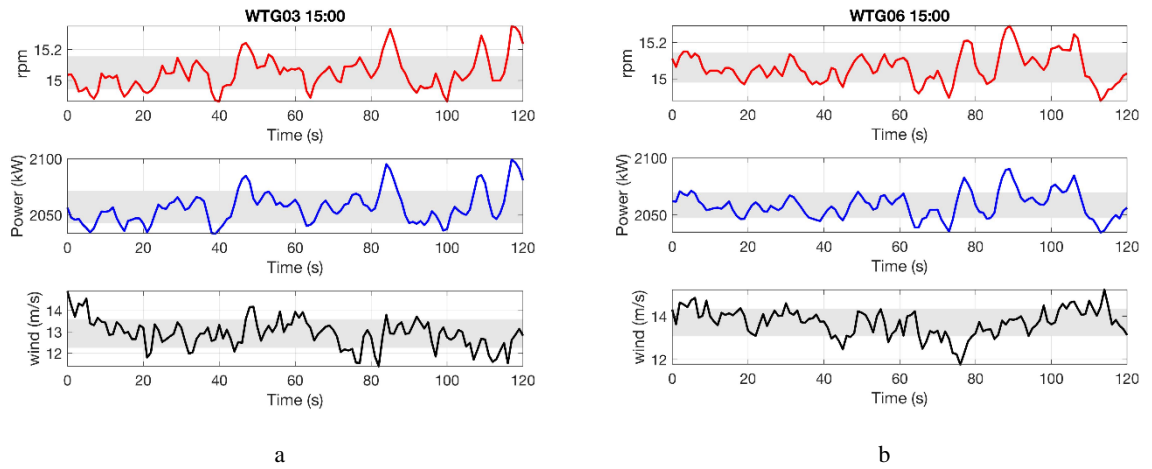 WTG03 15:00
rpm
15.2
15
0 20 40 60 80 100 120
Time (s)
Power (kW)
2100
2050
0 20 40 60 80 100 120
Time (s)
wind (m/s)
14
13
12
0 20 40 60 80 100 120
Time (s)
a
WTG06 15:00
rpm
15.2
15
0 20 40 60 80 100 120
Time (s)
Power (kW)
2100
2050
0 20 40 60 80 100 120
Time (s)
wind (m/s)
14
12
0 20 40 60 80 100 120
Time (s)
b